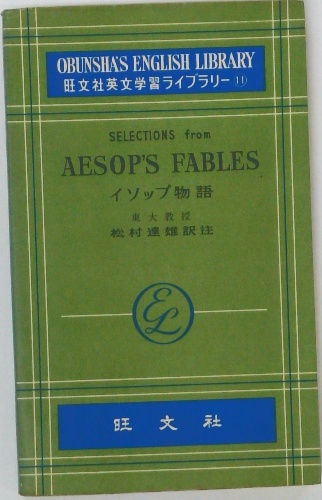 OBUNSHA'S ENGLISH LIBRARY
旺文社英文学習ライブラリー ⑪
SELECTIONS from
AESOP'S FABLES
イソップ物語
東大教授
松村達雄訳注
EL
旺文社